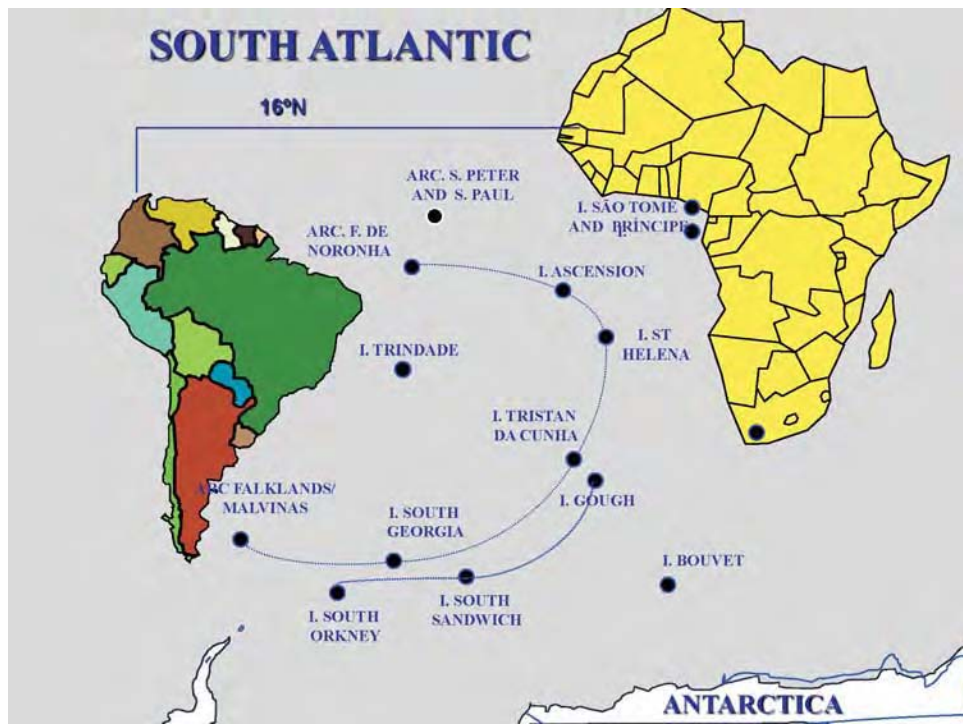 SOUTH ATLANTIC
16ºN
ARC. S. PETER
AND S. PAUL
I. SÃO TOME
AND PRÍNCIPE
I.
ARC. F. DE
NORONHA
I. ASCENSION
I. ST
HELENA
I. TRINDADE
I. TRISTAN
DA CUNHA
I. GOUGH
ARC FALKLANDS/
MALVINAS
I. SOUTH
GEORGIA
I. BOUVET
I. SOUTH
ORKNEY
I. SOUTH
SANDWICH
ANTARCTICA